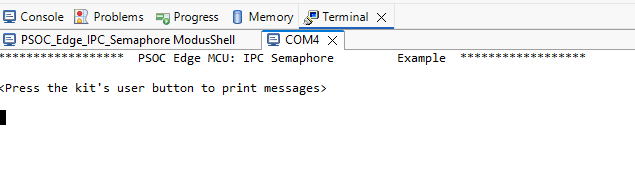 Console Problems Progress Memory Terminal
PSOC_Edge_IPC_Semaphore ModusShell COM4
****************** PSOC Edge MCU: IPC Semaphore Example ******************
<Press the kit's user button to print messages>